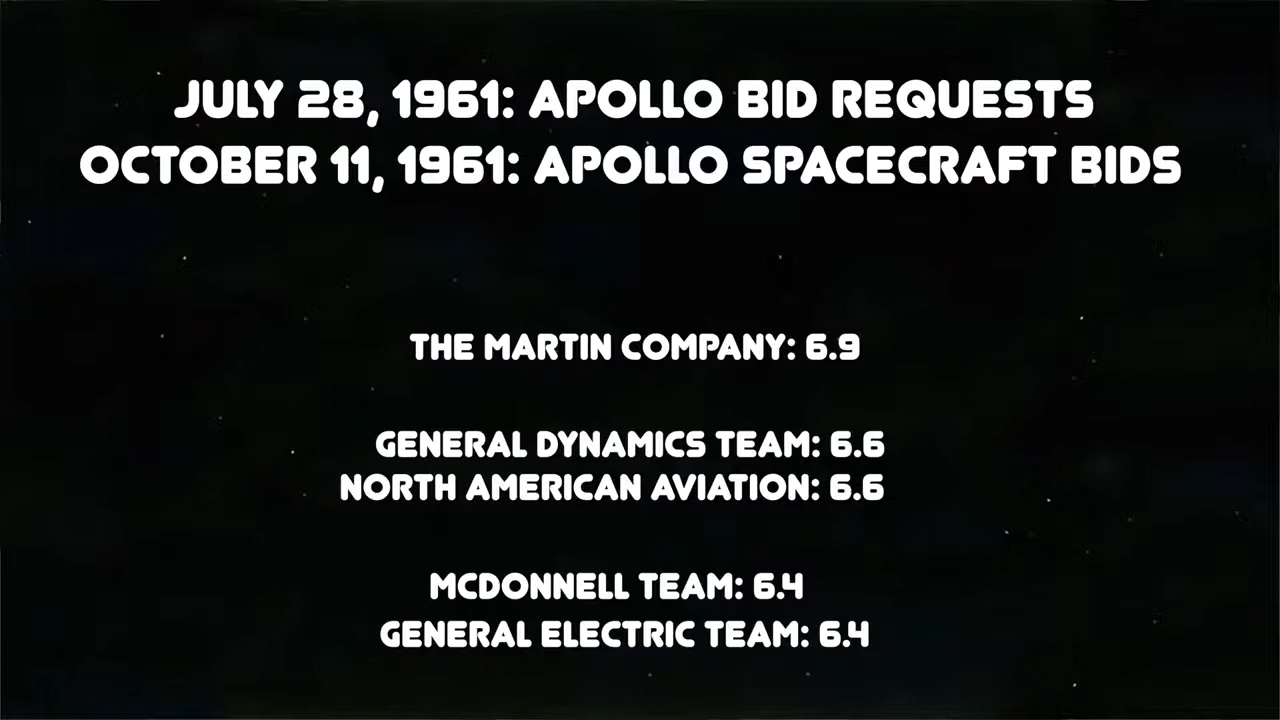 JULY 28, 1961: APOLLO BID REQUESTS
OCTOBER 11, 1961: APOLLO SPACECRAFT BIDS
THE MARTIN COMPANY: 6.9
GENERAL DYNAMICS TEAM: 6.6
NORTH AMERICAN AVIATION: 6.6
MCDONNELL TEAM: 6.4
GENERAL ELECTRIC TEAM: 6.4